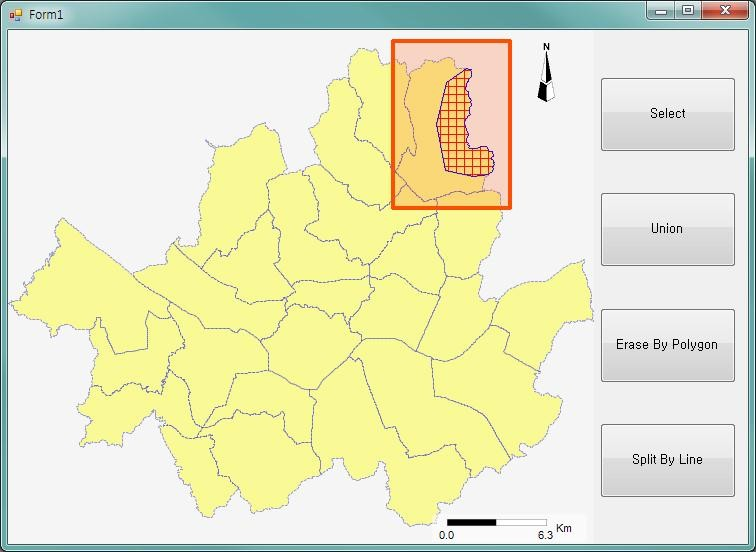 Form1
N
Select
Union
Erase By Polygon
Split By Line
0.0
6.3
Km